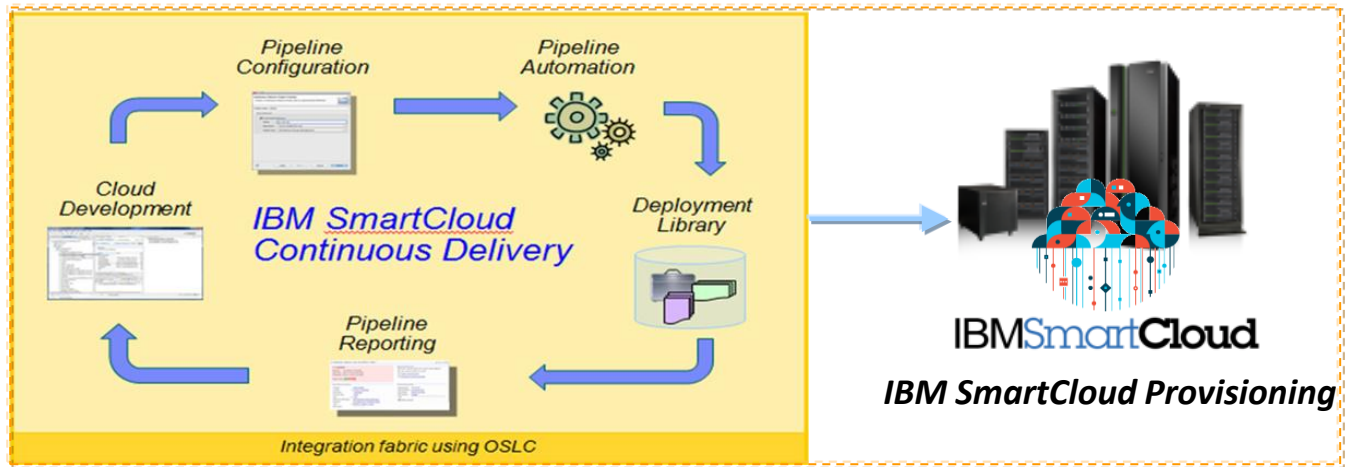 Pipeline
Configuration
Pipeline
Automation
Cloud
Development
IBM SmartCloud
Continuous Delivery
Deployment
Library
Pipeline
Reporting
Integration fabric using OSLC
IBMSmartCloud
IBM SmartCloud Provisioning